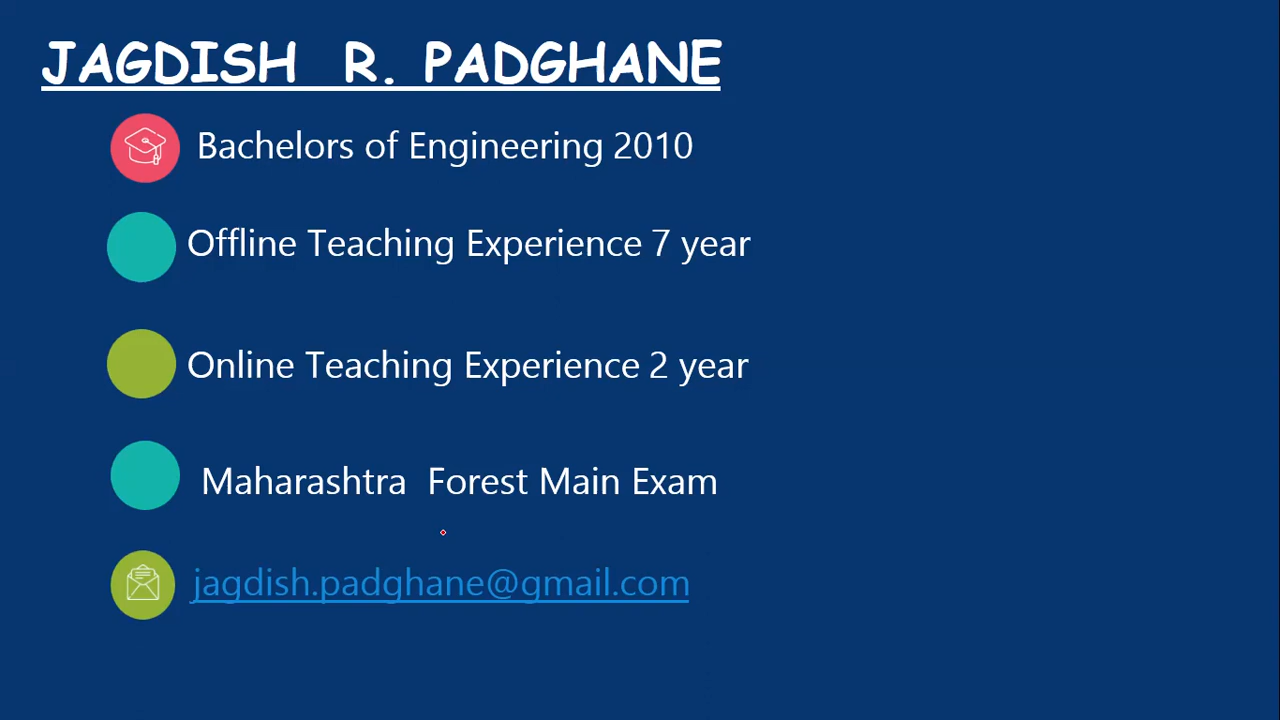 JAGDISH R. PADGHANE
Bachelors of Engineering 2010
Offline Teaching Experience 7 year
Online Teaching Experience 2 year
Maharashtra Forest Main Exam
jagdish.padghane@gmail.com